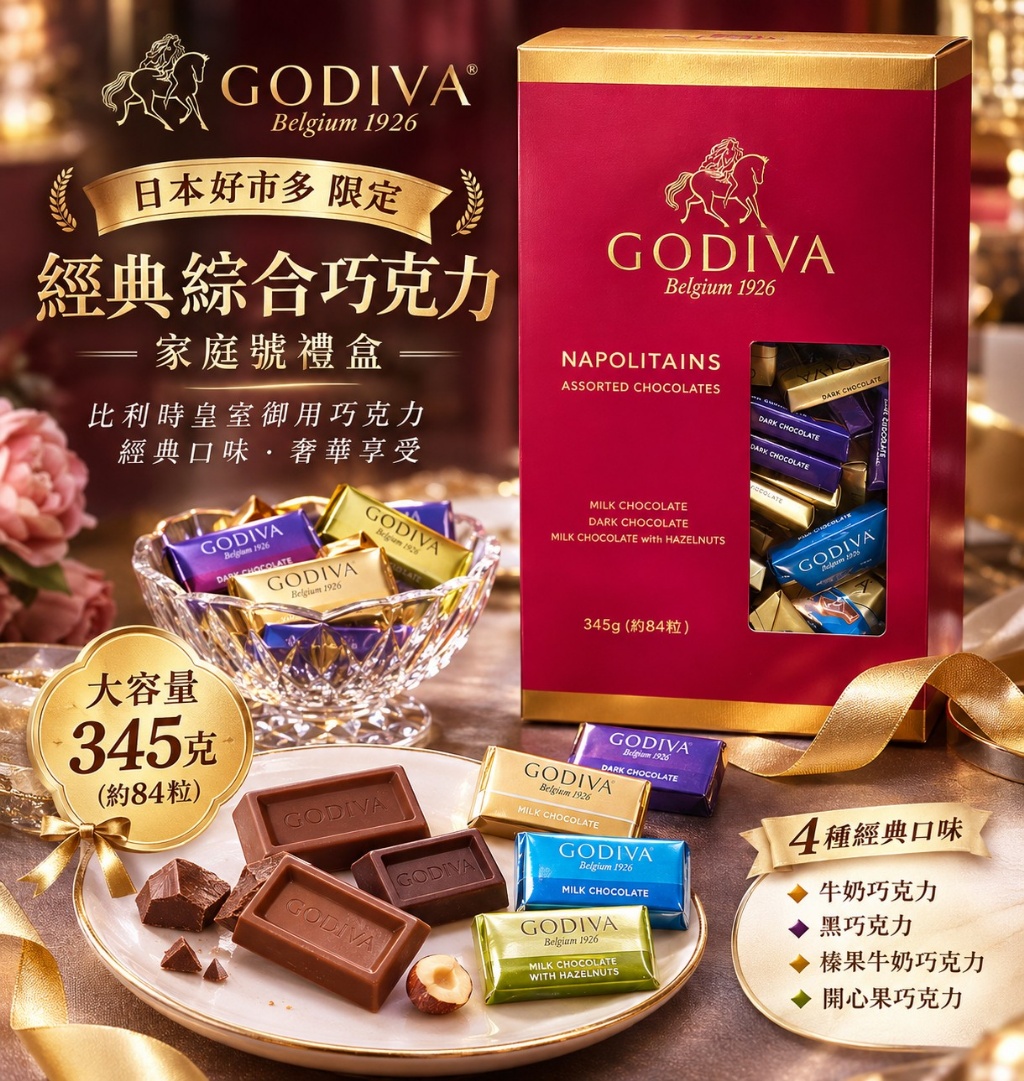 GODIVA®
Belgium 1926
日本好市多 限定
經典綜合巧克力
家庭號禮盒
比利時皇室御用巧克力
經典口味・奢華享受
GODIVA
Belgium 1926
NAPOLITAINS
ASSORTED CHOCOLATES
MILK CHOCOLATE
DARK CHOCOLATE
MILK CHOCOLATE with HAZELNUTS
345g (約84粒)
DARK CHOCOLATE
DARK CHOCOLATE
DARK CHOCOLATE
DARK CHOCOLATE
GODIVA
Belgium 1926
GODIVA
Belgium 1926
DARK CHOCOLATE
GODIVA
Belgium 1926
GODIVA
Belgium 1926
大容量
345克
(約84粒)
GODIVA
GODIVA
GODIVA
GODIVA
Belgium 1926
DARK CHOCOLATE
GODIVA
Belgium 1926
MILK CHOCOLATE
GODIVA
Belgium 1926
MILK CHOCOLATE
GODIVA
Belgium 1926
MILK CHOCOLATE
WITH HAZELNUTS
4種經典口味
牛奶巧克力
黑巧克力
榛果牛奶巧克力
開心果巧克力